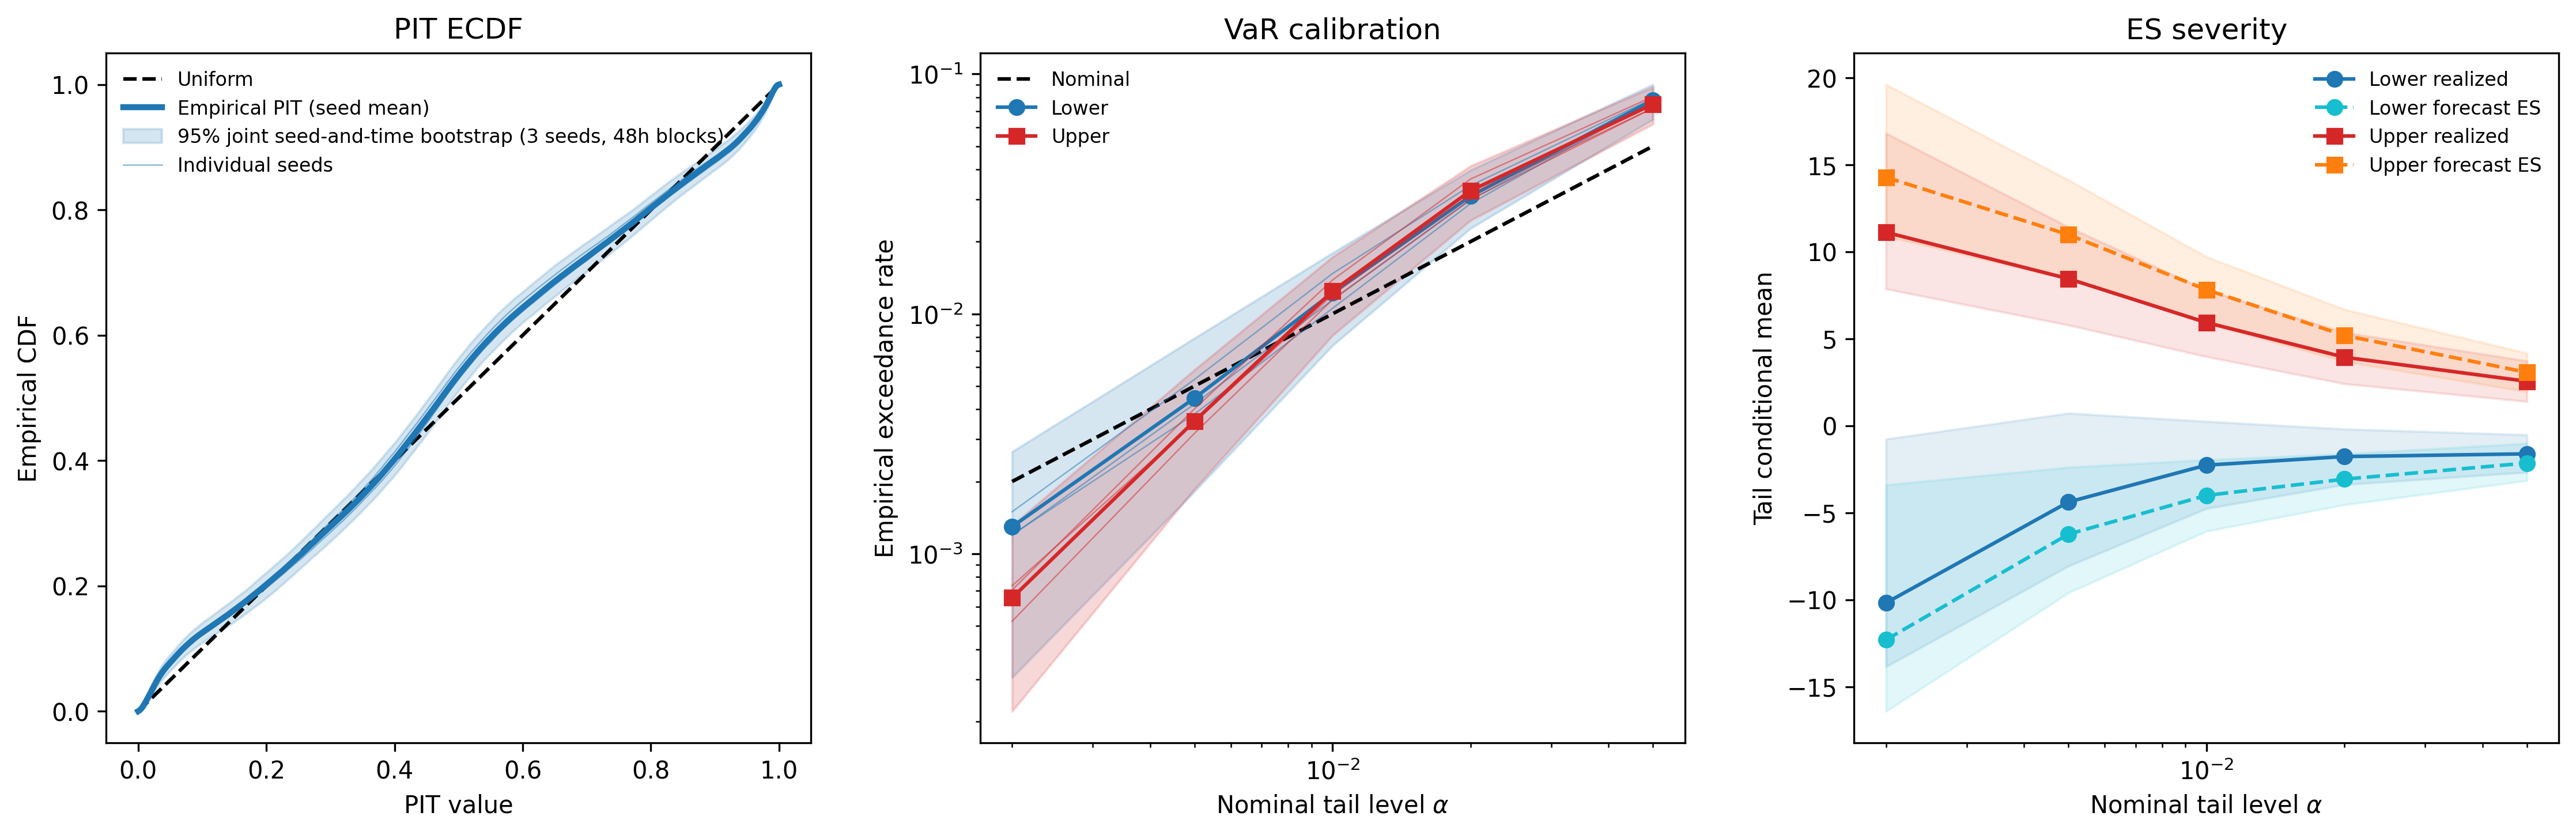 PIT ECDF
Uniform
Empirical PIT (seed mean)
95% joint seed-and-time bootstrap (3 seeds, 48h blocks)
Individual seeds
1.0
0.8
0.6
0.4
0.2
0.0
Empirical CDF
0.0 0.2 0.4 0.6 0.8 1.0
PIT value
VaR calibration
Nominal
Lower
Upper
10⁻¹
10⁻²
10⁻³
Empirical exceedance rate
10⁻²
Nominal tail level α
ES severity
Lower realized
Lower forecast ES
Upper realized
Upper forecast ES
20
15
10
5
0
−5
−10
−15
Tail conditional mean
10⁻²
Nominal tail level α